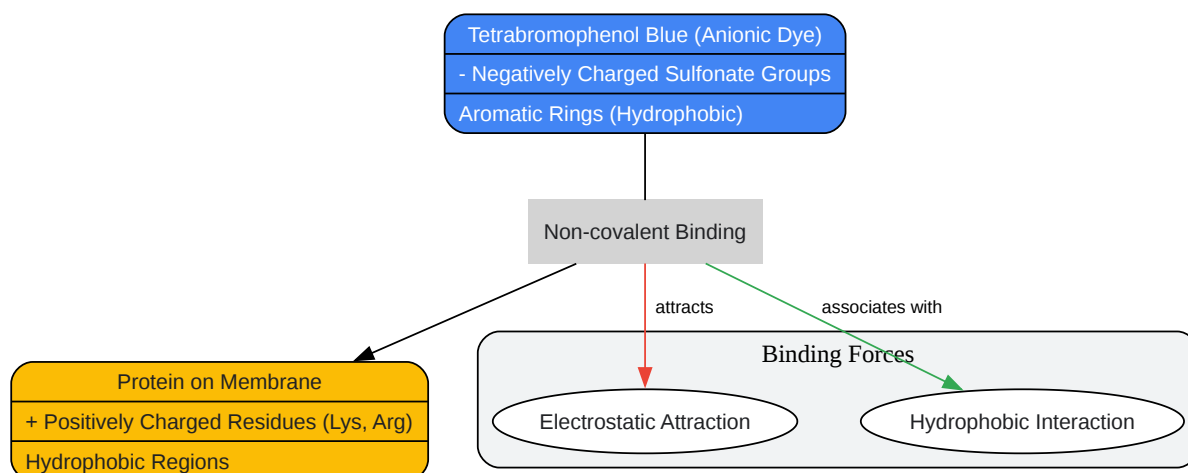 Tetrabromophenol Blue (Anionic Dye)
- Negatively Charged Sulfonate Groups
Aromatic Rings (Hydrophobic)
Non-covalent Binding
attracts
associates with
Binding Forces
Protein on Membrane
+ Positively Charged Residues (Lys, Arg)
Hydrophobic Regions
Electrostatic Attraction
Hydrophobic Interaction